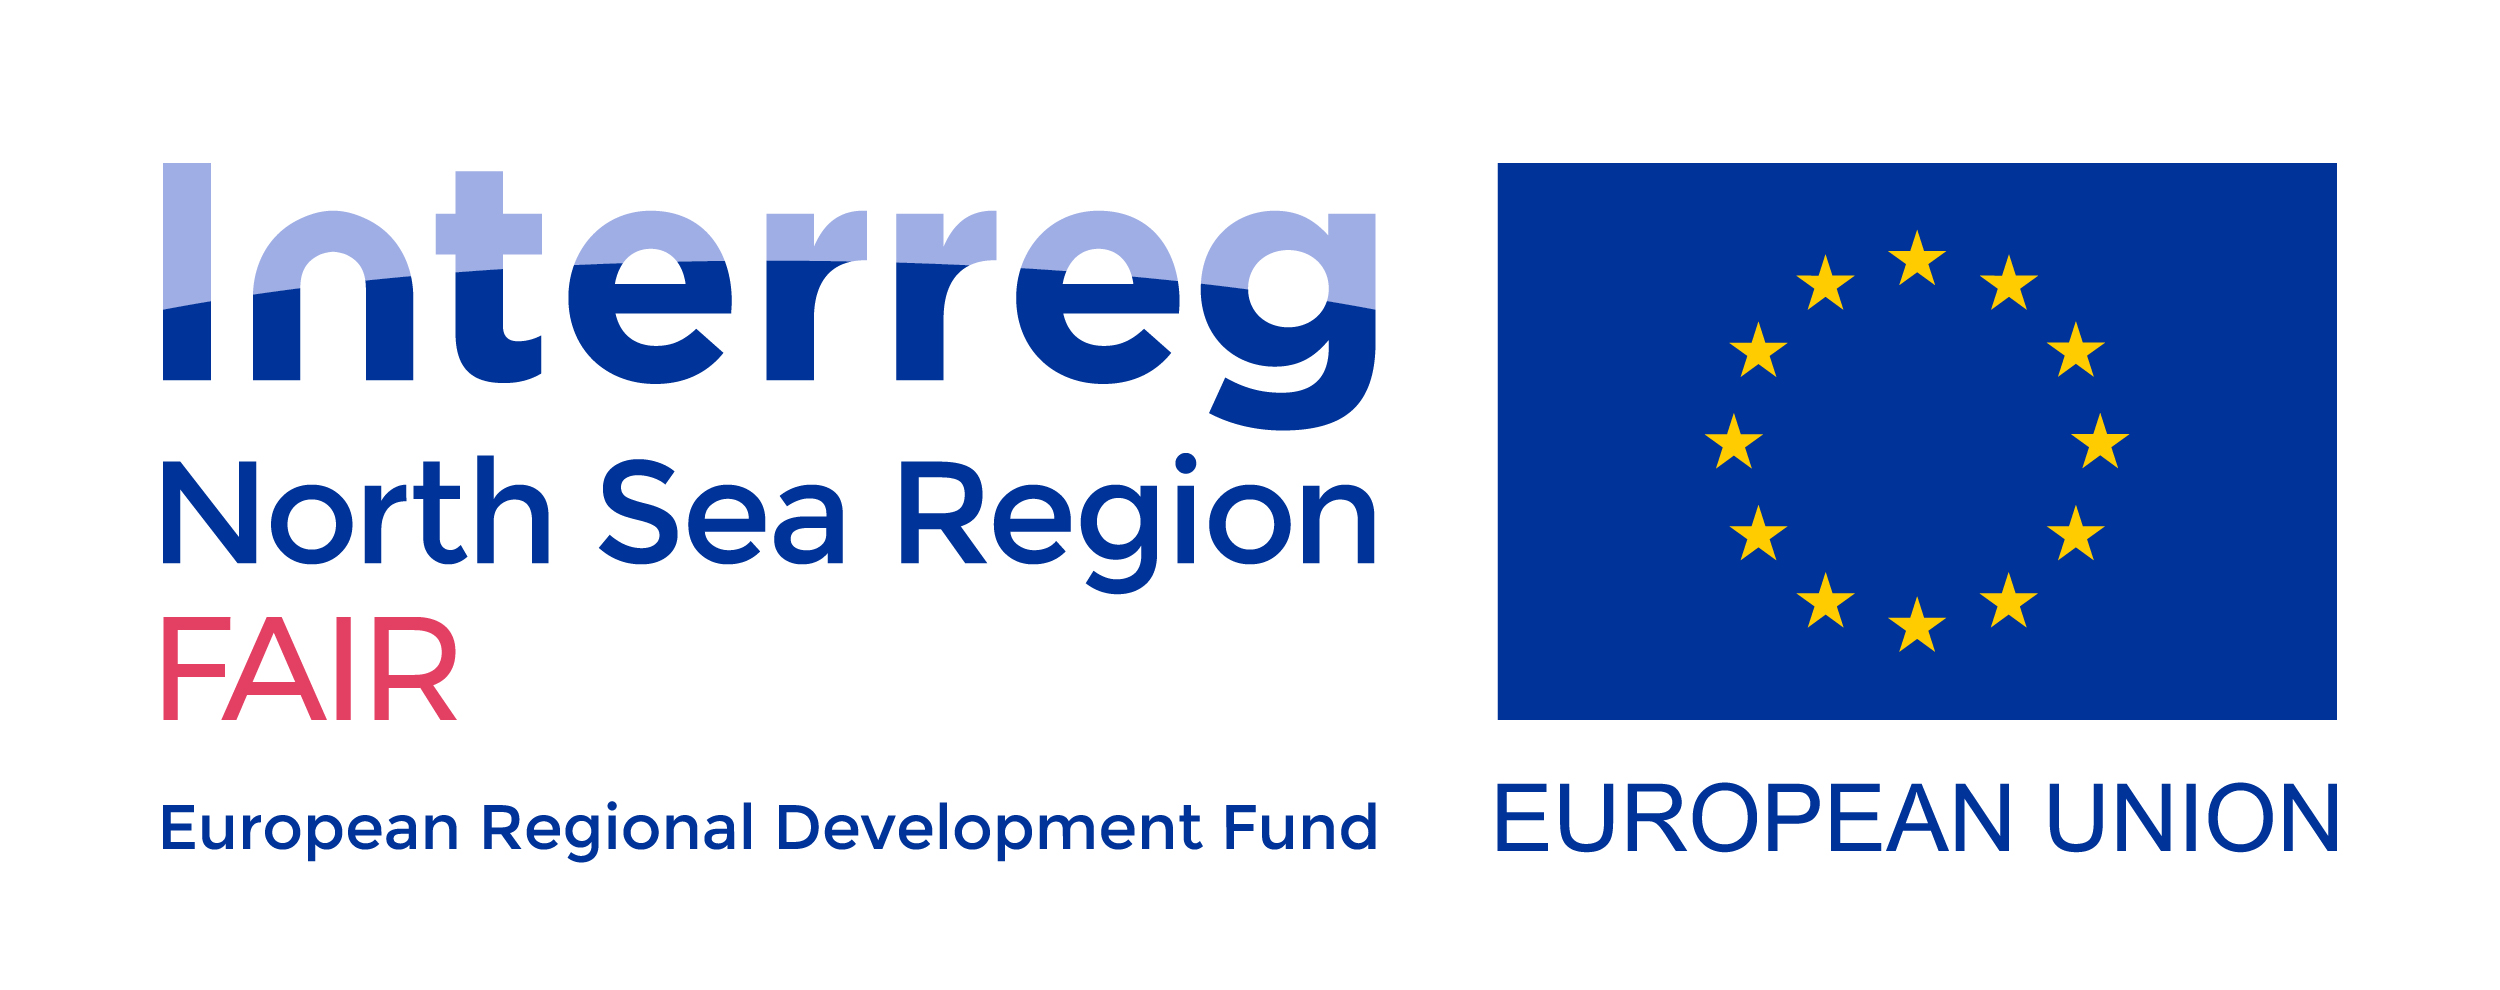 Interreg
North Sea Region
FAIR
European Regional Development Fund
EUROPEAN UNION